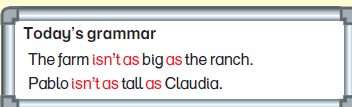 Today's grammar
The farm isn't as big as the ranch.
Pablo isn't as tall as Claudia.